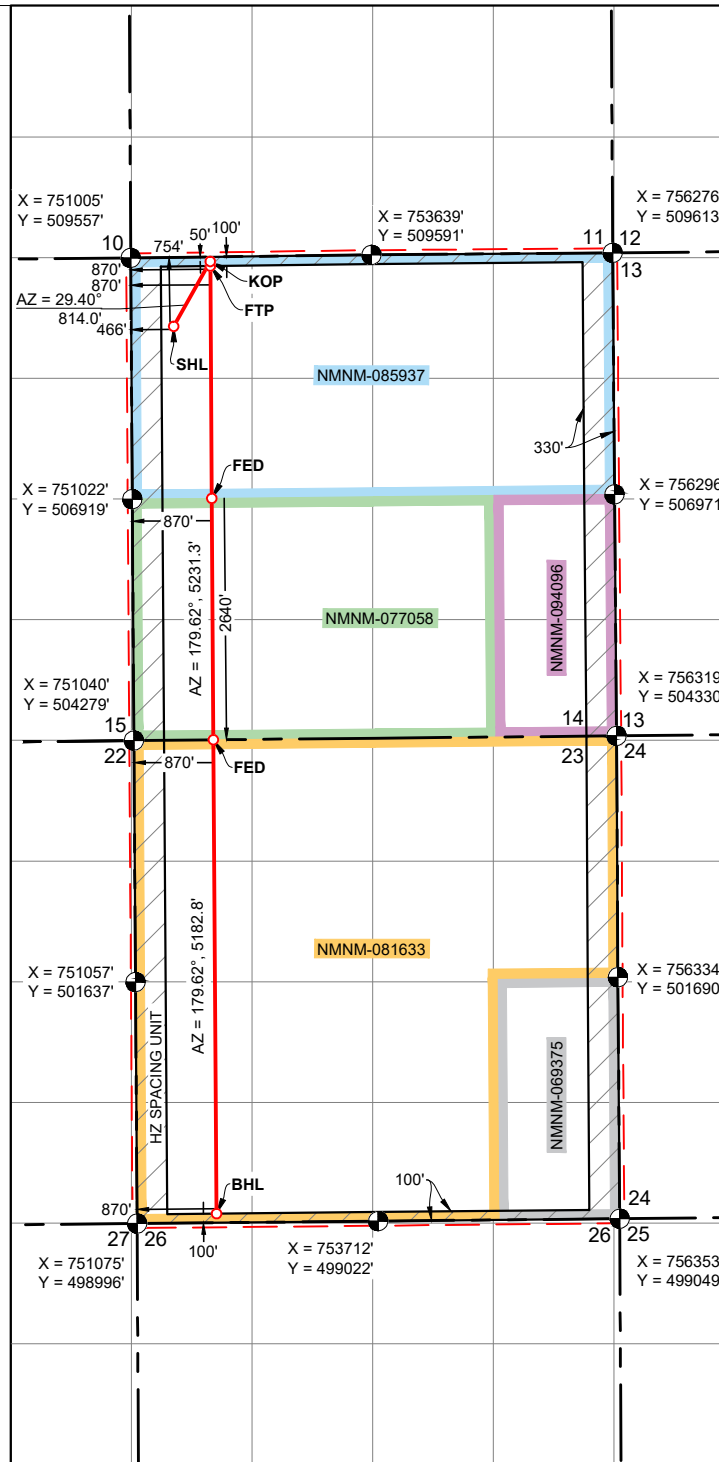 X = 751005'
Y = 509557'
X = 753639'
Y = 509591'
X = 756276'
Y = 509613'
10
11
12
13
754'
50'
100'
870'
870'
AZ = 29.40°
814.0'
466'
KOP
FTP
SHL
NMNM-085937
330'
FED
X = 751022'
Y = 506919'
X = 756296'
Y = 506971'
870'
AZ = 179.62°, 5231.3'
2640'
NMNM-077058
NMNM-094096
X = 751040'
Y = 504279'
X = 756319'
Y = 504330'
15
22
14
13
23
24
870'
FED
AZ = 179.62°, 5182.8'
NMNM-081633
X = 751057'
Y = 501637'
X = 756334'
Y = 501690'
HZ SPACING UNIT
NMNM-069375
BHL
870'
100'
100'
27
26
24
26
25
X = 751075'
Y = 498996'
X = 753712'
Y = 499022'
X = 756353'
Y = 499049'